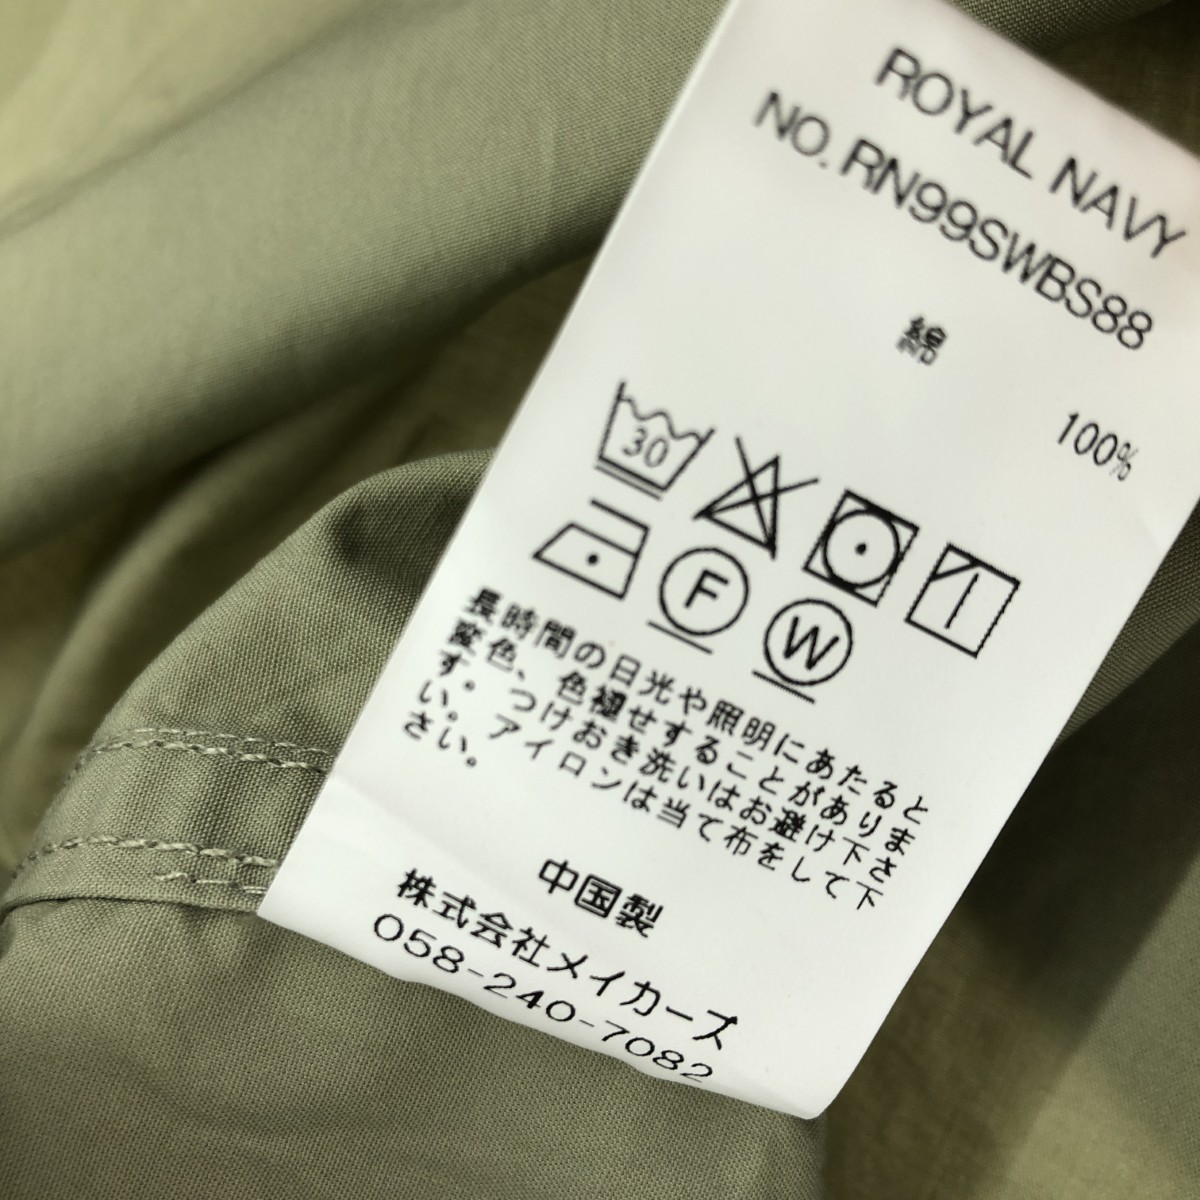 ROYAL NAVY
NO. RN99SWBS88
綿
100%
30
F
W
長時間の日光や照明にあたると
変色、色褪せすることがありま
す。つけおき洗いはお避け下さ
い。アイロンは当て布をして下
さい。
中国製
株式会社メイカーズ
058-240-7082